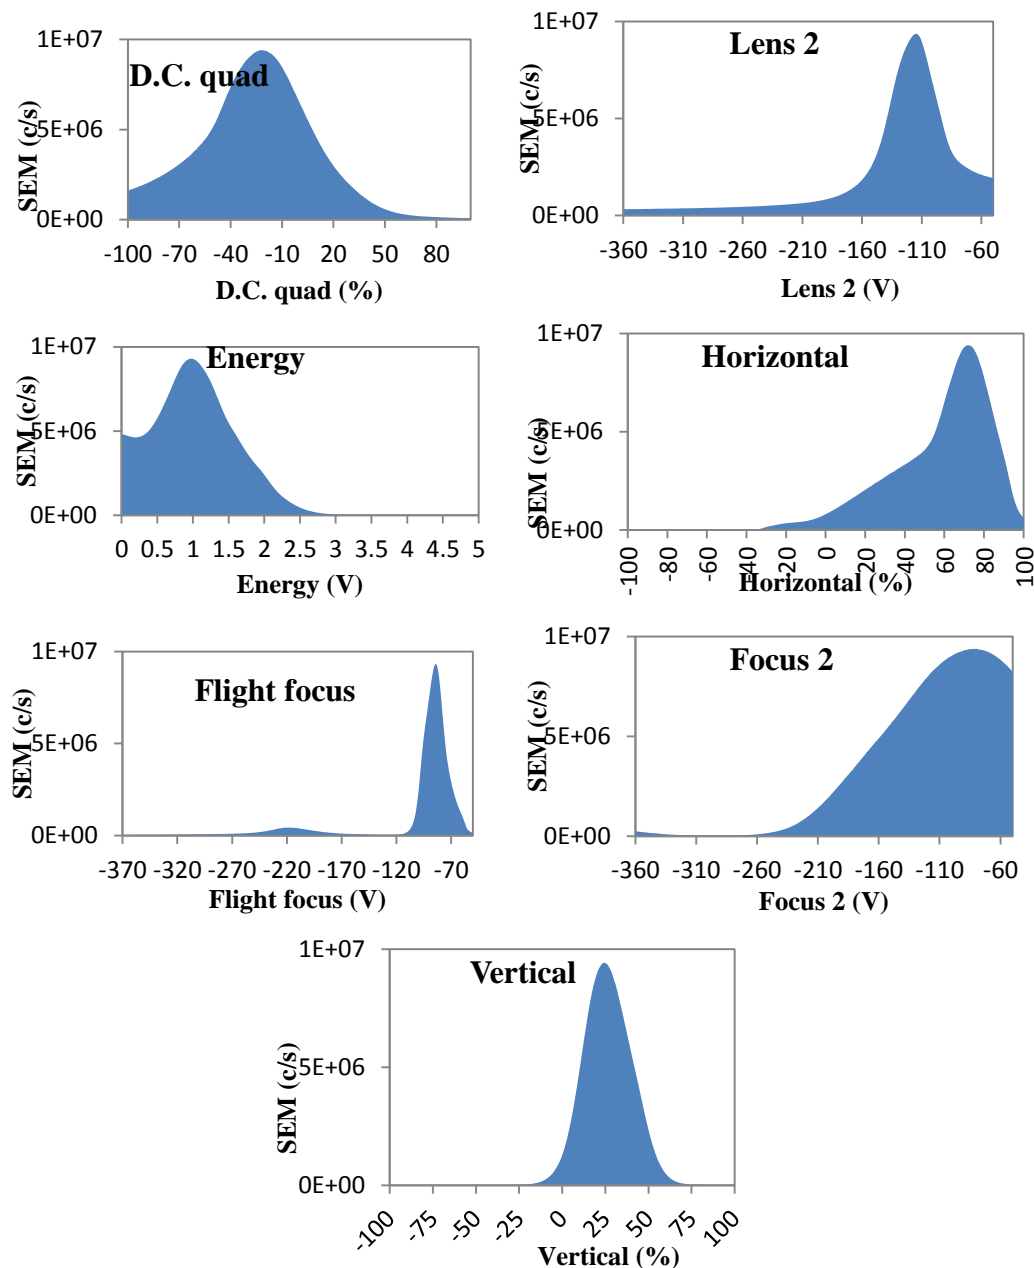 1E+07
D.C. quad
5E+06
SEM (c/s)
0E+00
-100 -70 -40 -10 20 50 80
D.C. quad (%)
1E+07
Lens 2
5E+06
SEM (c/s)
0E+00
-360 -310 -260 -210 -160 -110 -60
Lens 2 (V)
1E+07
Energy
5E+06
SEM (c/s)
0E+00
0 0.5 1 1.5 2 2.5 3 3.5 4 4.5 5
Energy (V)
1E+07
Horizontal
5E+06
SEM (c/s)
0E+00
-100 -80 -60 -40 -20 0 20 40 60 80 100
Horizontal (%)
1E+07
Flight focus
5E+06
SEM (c/s)
0E+00
-370 -320 -270 -220 -170 -120 -70
Flight focus (V)
1E+07
Focus 2
5E+06
SEM (c/s)
0E+00
-360 -310 -260 -210 -160 -110 -60
Focus 2 (V)
1E+07
Vertical
5E+06
SEM (c/s)
0E+00
-100 -75 -50 -25 0 25 50 75 100
Vertical (%)